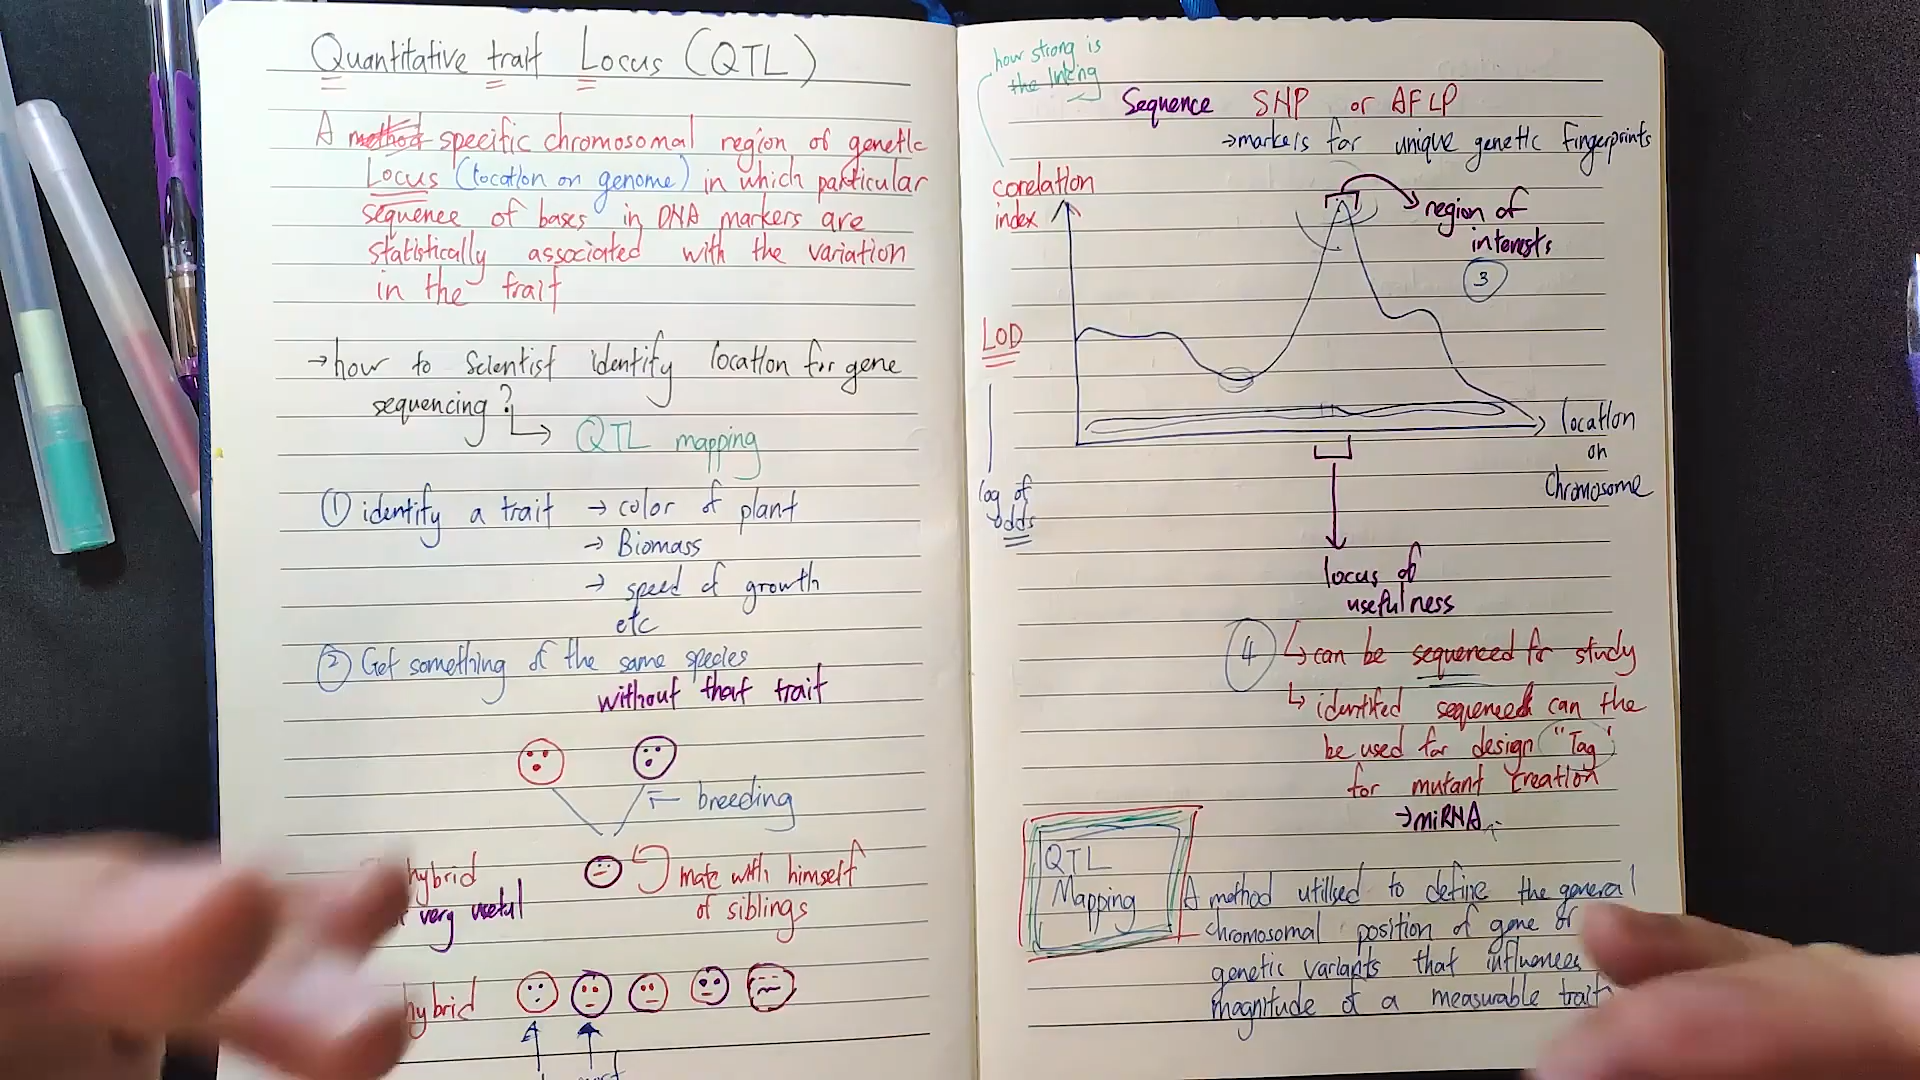 Quantitative trait Locus (QTL)
A method specific chromosomal region of genetic
Locus (location on genome) in which particular
sequence of bases in DNA markers are
statistically associated with the variation
in the trait
→how to Scientist identify location for gene
sequencing?
→ QTL mapping
① identify a trait → color of plant
→ Biomass
→ speed of growth
etc
② Get something of the same species
without that trait
← breeding
hybrid
very useful
mate with himself
of siblings
hybrid
how strong is
the linking
Sequence SNP or AFLP
→markers for unique genetic fingerprints
corelation
index
region of
interests
③
LOD
log of
odds
location
on
Chromosome
locus of
usefulness
④ ↳ can be sequenced for study
↳ identifed sequenced can the
be used for design "Tag"
for mutant creation
→miRNA
QTL
Mapping
A method utilised to define the general
chromosomal position of gene or
genetic variants that influences
magnitude of a measurable trait